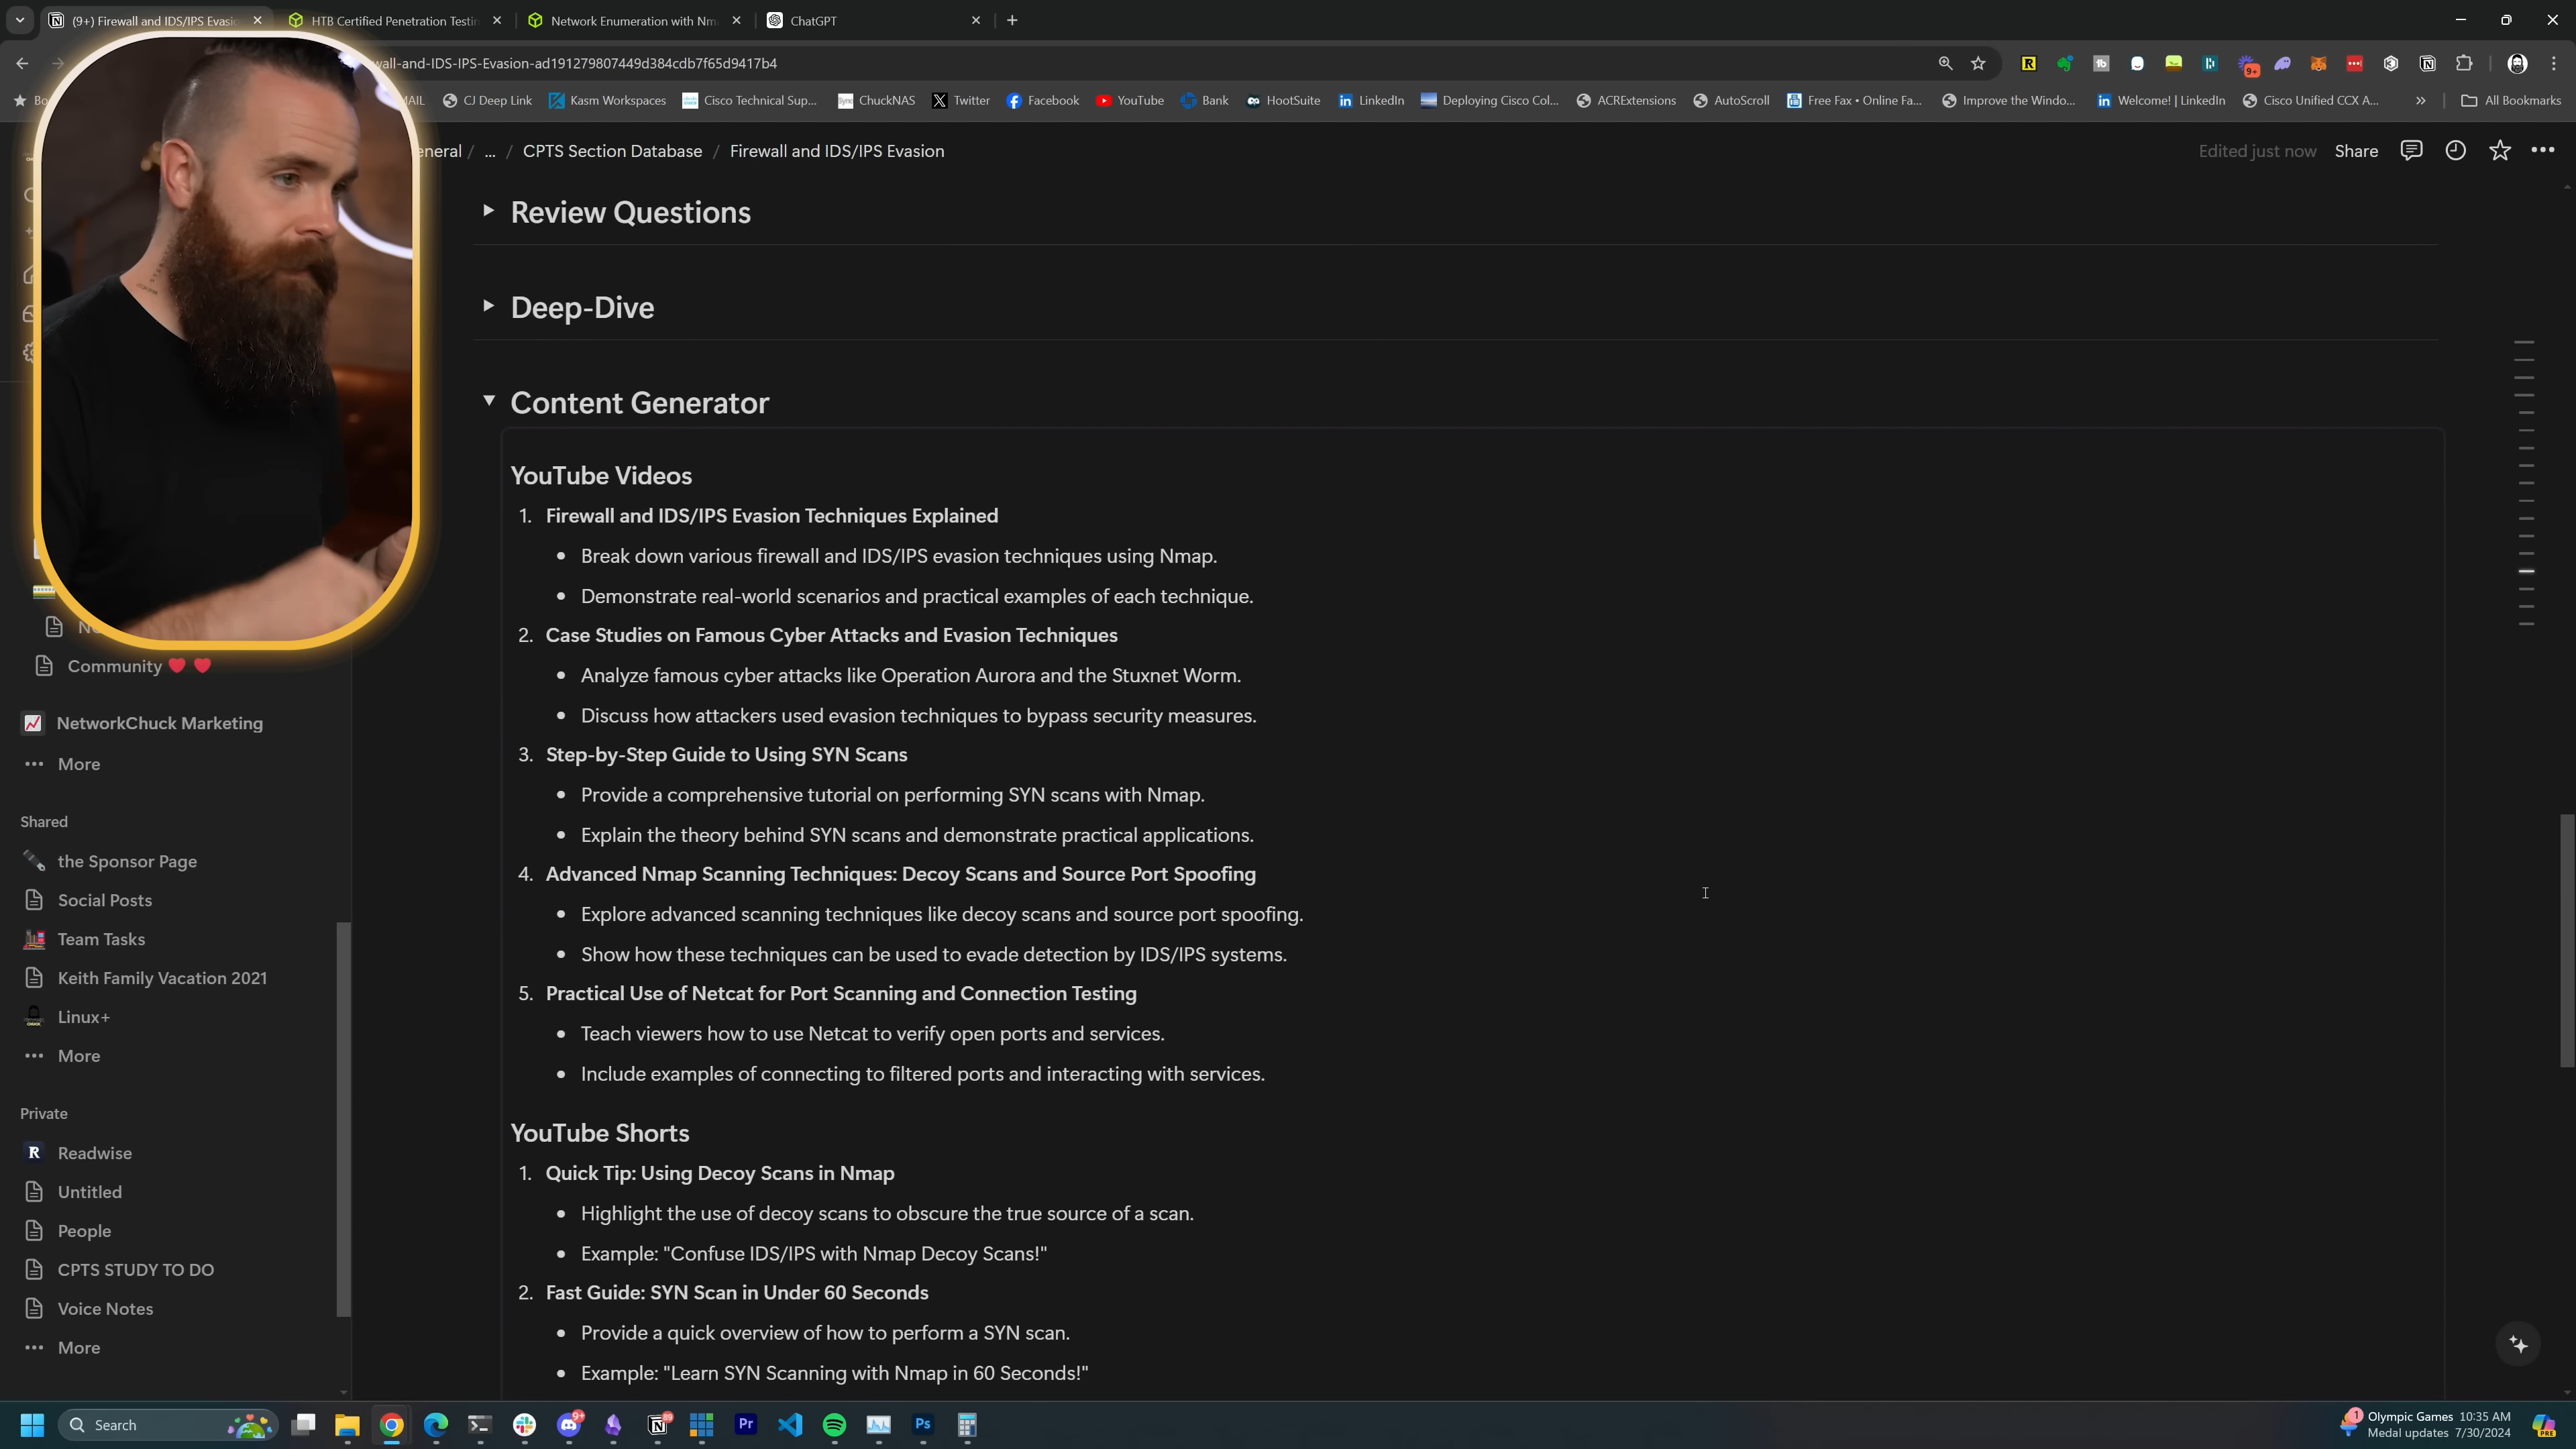 (9+) Firewall and IDS/IPS Evasi
HTB Certified Penetration Testin
Network Enumeration with Nm
ChatGPT
wall-and-IDS-IPS-Evasion-ad191279807449d384cdb7f65d9417b4
9+
Bo
MAIL
CJ Deep Link
Kasm Workspaces
Cisco Technical Sup...
ChuckNAS
Twitter
Facebook
YouTube
Bank
HootSuite
LinkedIn
Deploying Cisco Col...
ACRExtensions
AutoScroll
Free Fax • Online Fa...
Improve the Windo...
Welcome! | LinkedIn
Cisco Unified CCX A...
All Bookmarks
eneral / ... / CPTS Section Database / Firewall and IDS/IPS Evasion
Edited just now
Share
Review Questions
Deep-Dive
Content Generator
YouTube Videos
1. Firewall and IDS/IPS Evasion Techniques Explained
• Break down various firewall and IDS/IPS evasion techniques using Nmap.
• Demonstrate real-world scenarios and practical examples of each technique.
2. Case Studies on Famous Cyber Attacks and Evasion Techniques
• Analyze famous cyber attacks like Operation Aurora and the Stuxnet Worm.
• Discuss how attackers used evasion techniques to bypass security measures.
3. Step-by-Step Guide to Using SYN Scans
• Provide a comprehensive tutorial on performing SYN scans with Nmap.
• Explain the theory behind SYN scans and demonstrate practical applications.
4. Advanced Nmap Scanning Techniques: Decoy Scans and Source Port Spoofing
• Explore advanced scanning techniques like decoy scans and source port spoofing.
• Show how these techniques can be used to evade detection by IDS/IPS systems.
5. Practical Use of Netcat for Port Scanning and Connection Testing
• Teach viewers how to use Netcat to verify open ports and services.
• Include examples of connecting to filtered ports and interacting with services.
YouTube Shorts
1. Quick Tip: Using Decoy Scans in Nmap
• Highlight the use of decoy scans to obscure the true source of a scan.
• Example: "Confuse IDS/IPS with Nmap Decoy Scans!"
2. Fast Guide: SYN Scan in Under 60 Seconds
• Provide a quick overview of how to perform a SYN scan.
• Example: "Learn SYN Scanning with Nmap in 60 Seconds!"
Community
NetworkChuck Marketing
More
Shared
the Sponsor Page
Social Posts
Team Tasks
Keith Family Vacation 2021
Linux+
More
Private
Readwise
Untitled
People
CPTS STUDY TO DO
Voice Notes
More
Search
9+
89
Pr
Ps
1
Olympic Games
Medal updates
10:35 AM
7/30/2024
PRE